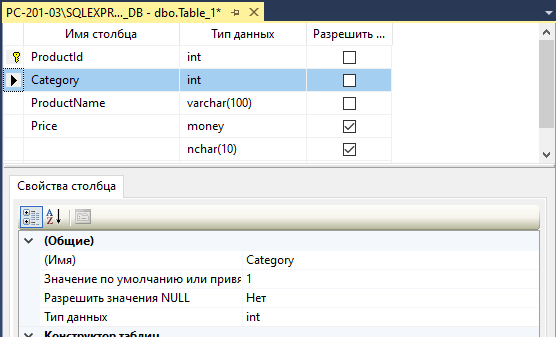 PC-201-03\SQLEXPR..._DB - dbo.Table_1*
Имя столбца Тип данных Разрешить ...
ProductId int
Category int
ProductName varchar(100)
Price money
nchar(10)
Свойства столбца
(Общие)
(Имя) Category
Значение по умолчанию или привя 1
Разрешить значения NULL Нет
Тип данных int
Конструктор таблиц